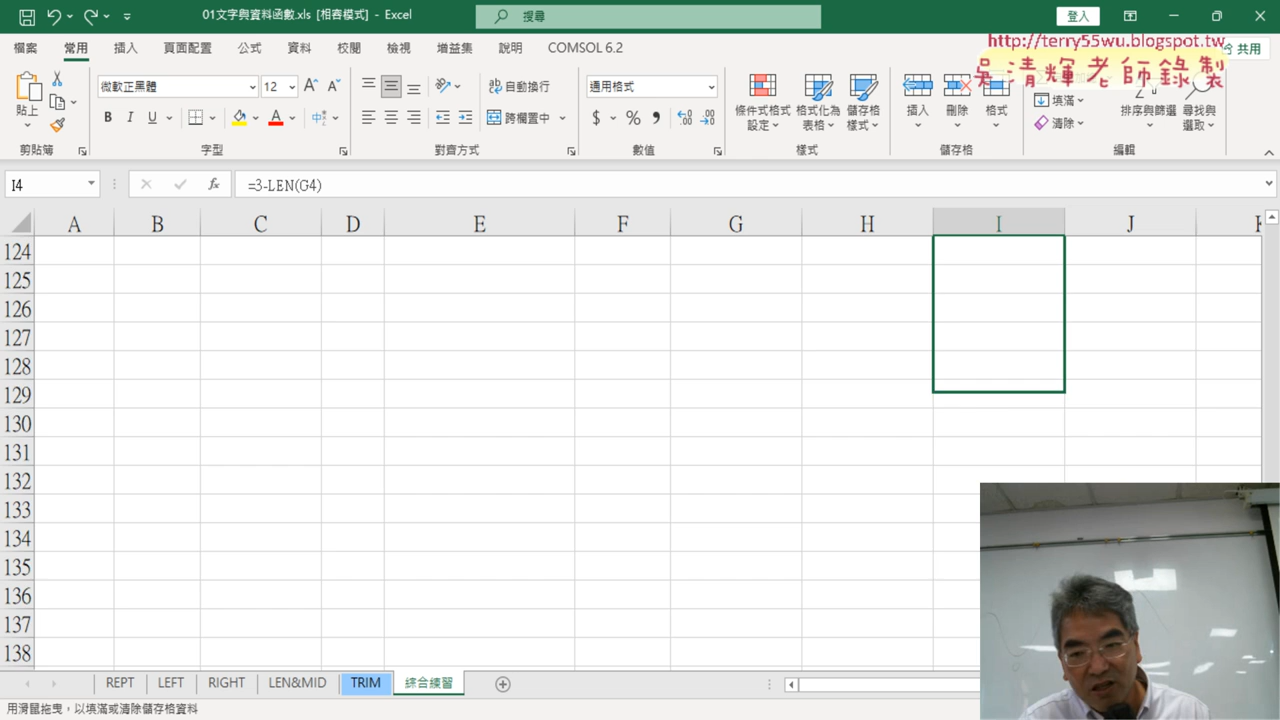 01文字與資料函數.xls [相容模式] - Excel
搜尋
登入
檔案 常用 插入 頁面配置 公式 資料 校閱 檢視 增益集 說明 COMSOL 6.2
http://terry55wu.blogspot.tw
共用
吳清輝老師錄製
貼上
微軟正黑體 12
自動換行
跨欄置中
通用格式
條件式格式設定
格式化為表格
儲存格樣式
插入 刪除 格式
填滿
清除
排序與篩選
尋找與選取
剪貼簿 字型 對齊方式 數值 樣式 儲存格 編輯
I4 fx =3-LEN(G4)
A B C D E F G H I J K
124
125
126
127
128
129
130
131
132
133
134
135
136
137
138
REPT LEFT RIGHT LEN&MID TRIM 綜合練習
用滑鼠拖曳，以填滿或清除儲存格資料